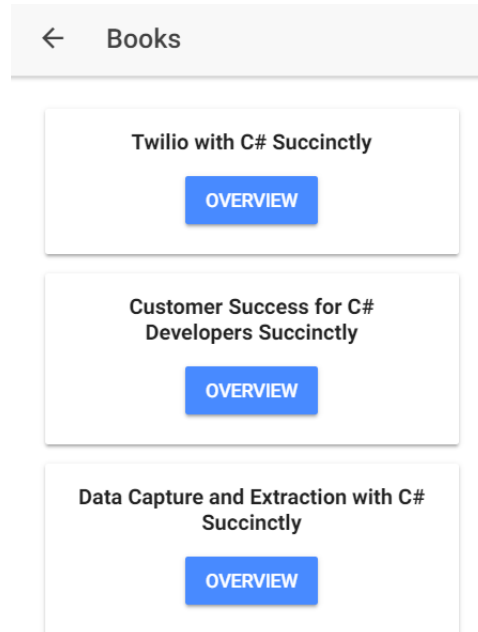 Books
Twilio with C# Succinctly
OVERVIEW
Customer Success for C#
Developers Succinctly
OVERVIEW
Data Capture and Extraction with C#
Succinctly
OVERVIEW